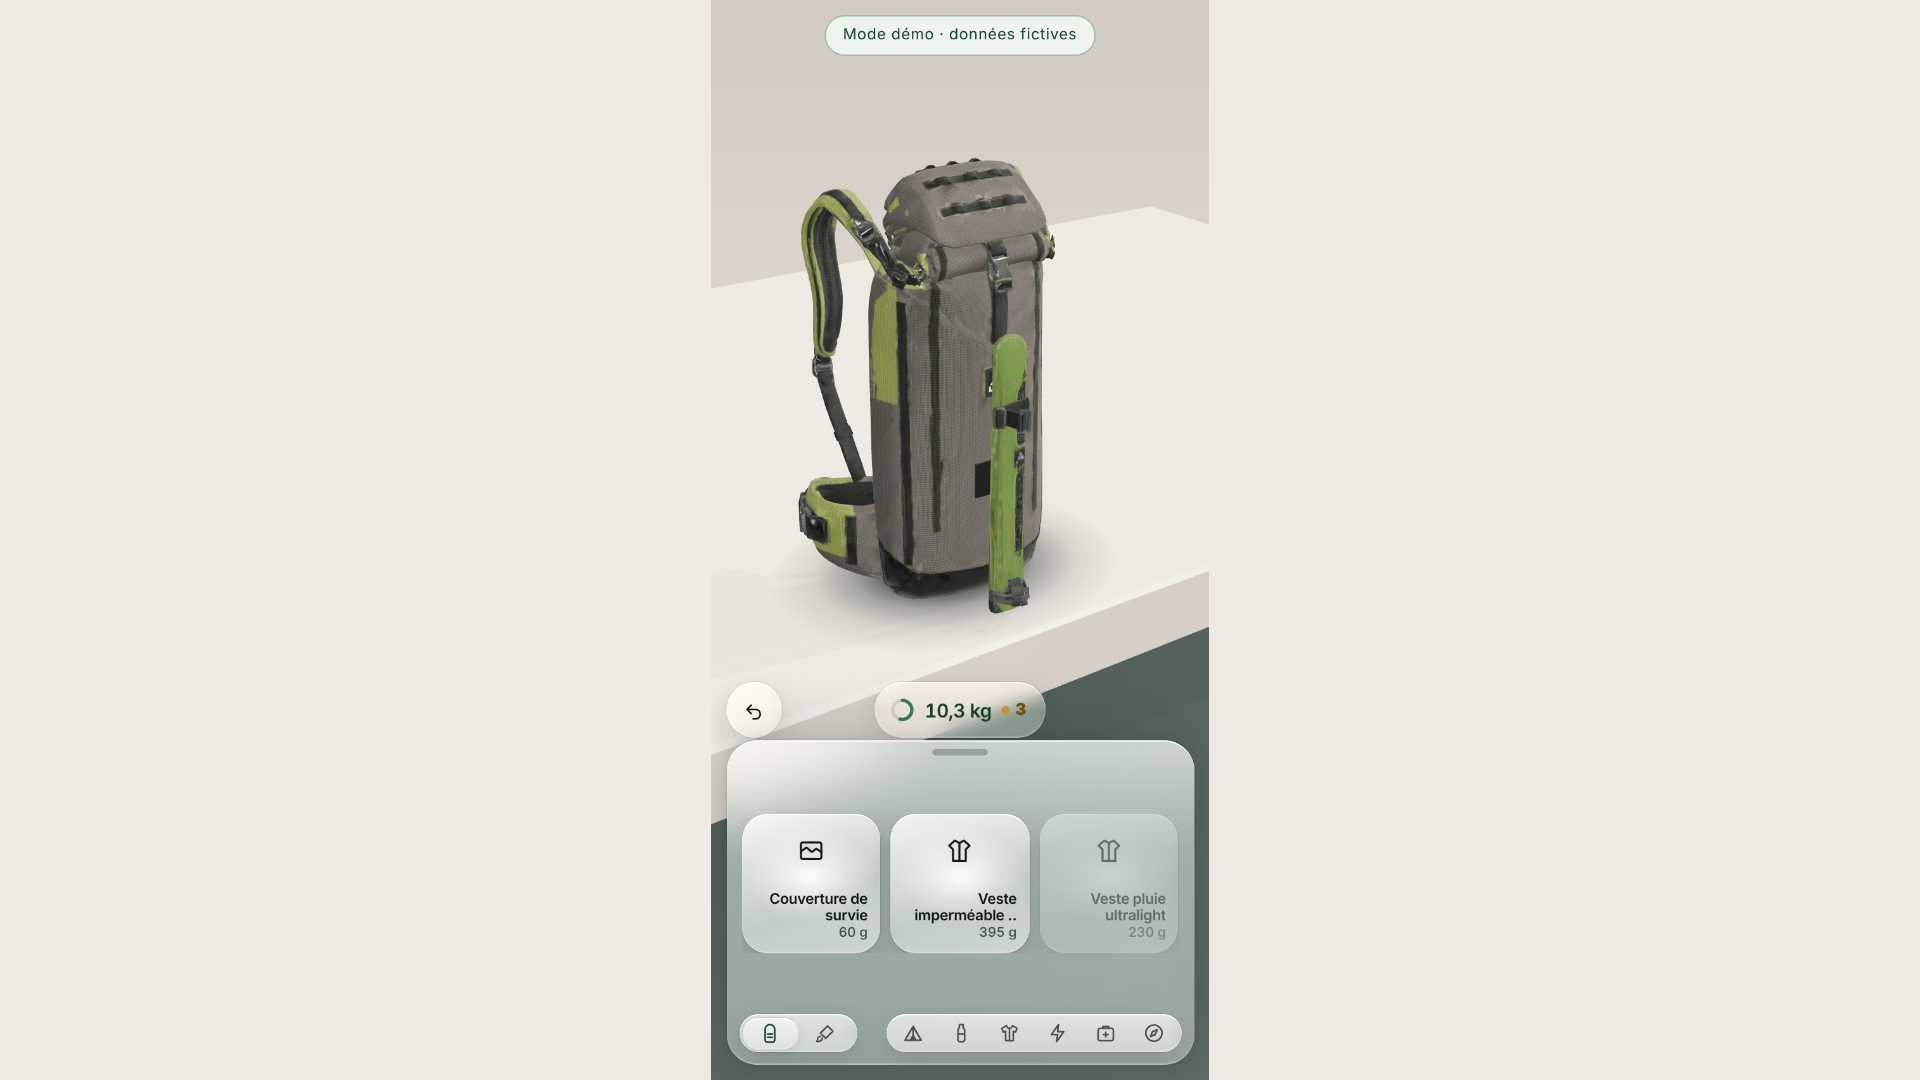 Mode démo · données fictives
10,3 kg
3
Couverture de
survie
60 g
Veste
imperméable ..
395 g
Veste pluie
ultralight
230 g